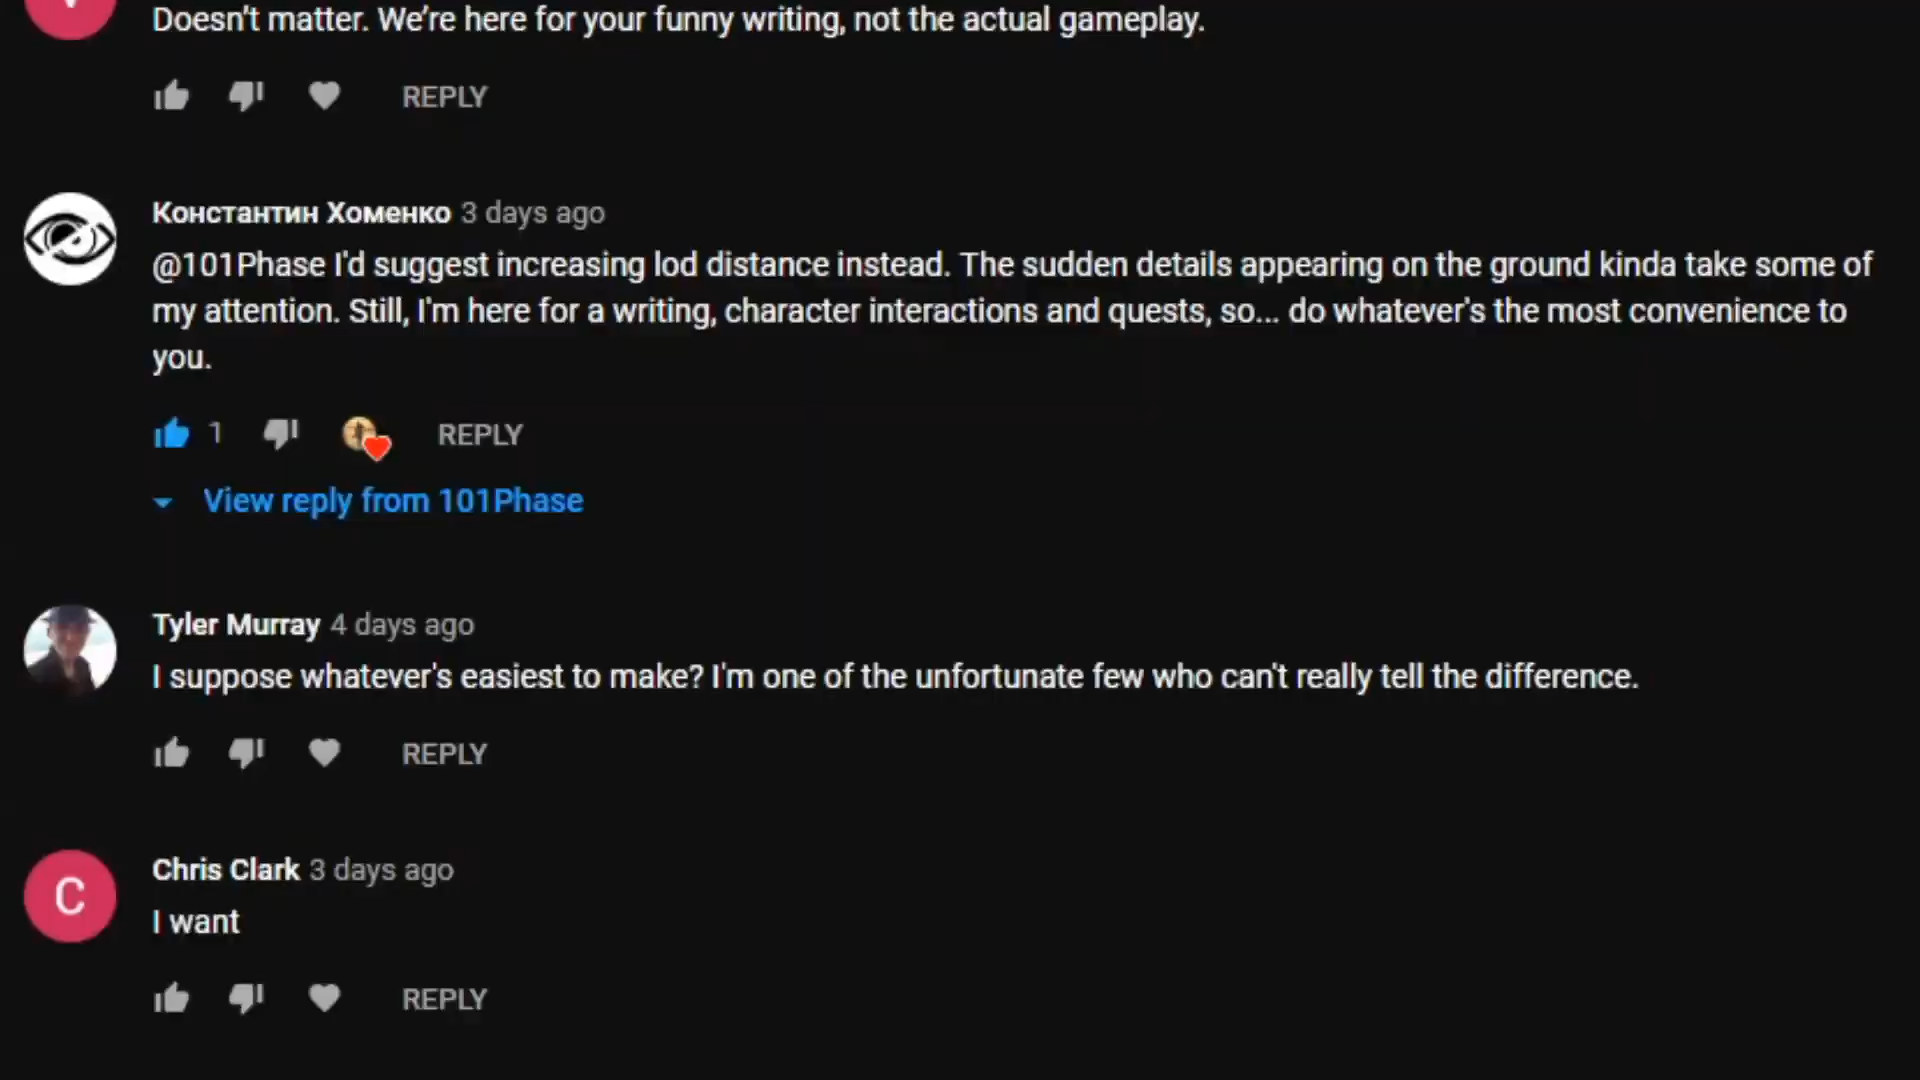 Doesn't matter. We're here for your funny writing, not the actual gameplay.
REPLY
Константин Хоменко 3 days ago
@101Phase I'd suggest increasing lod distance instead. The sudden details appearing on the ground kinda take some of
my attention. Still, I'm here for a writing, character interactions and quests, so... do whatever's the most convenience to
you.
1 REPLY
View reply from 101Phase
Tyler Murray 4 days ago
I suppose whatever's easiest to make? I'm one of the unfortunate few who can't really tell the difference.
REPLY
Chris Clark 3 days ago
C
I want
REPLY